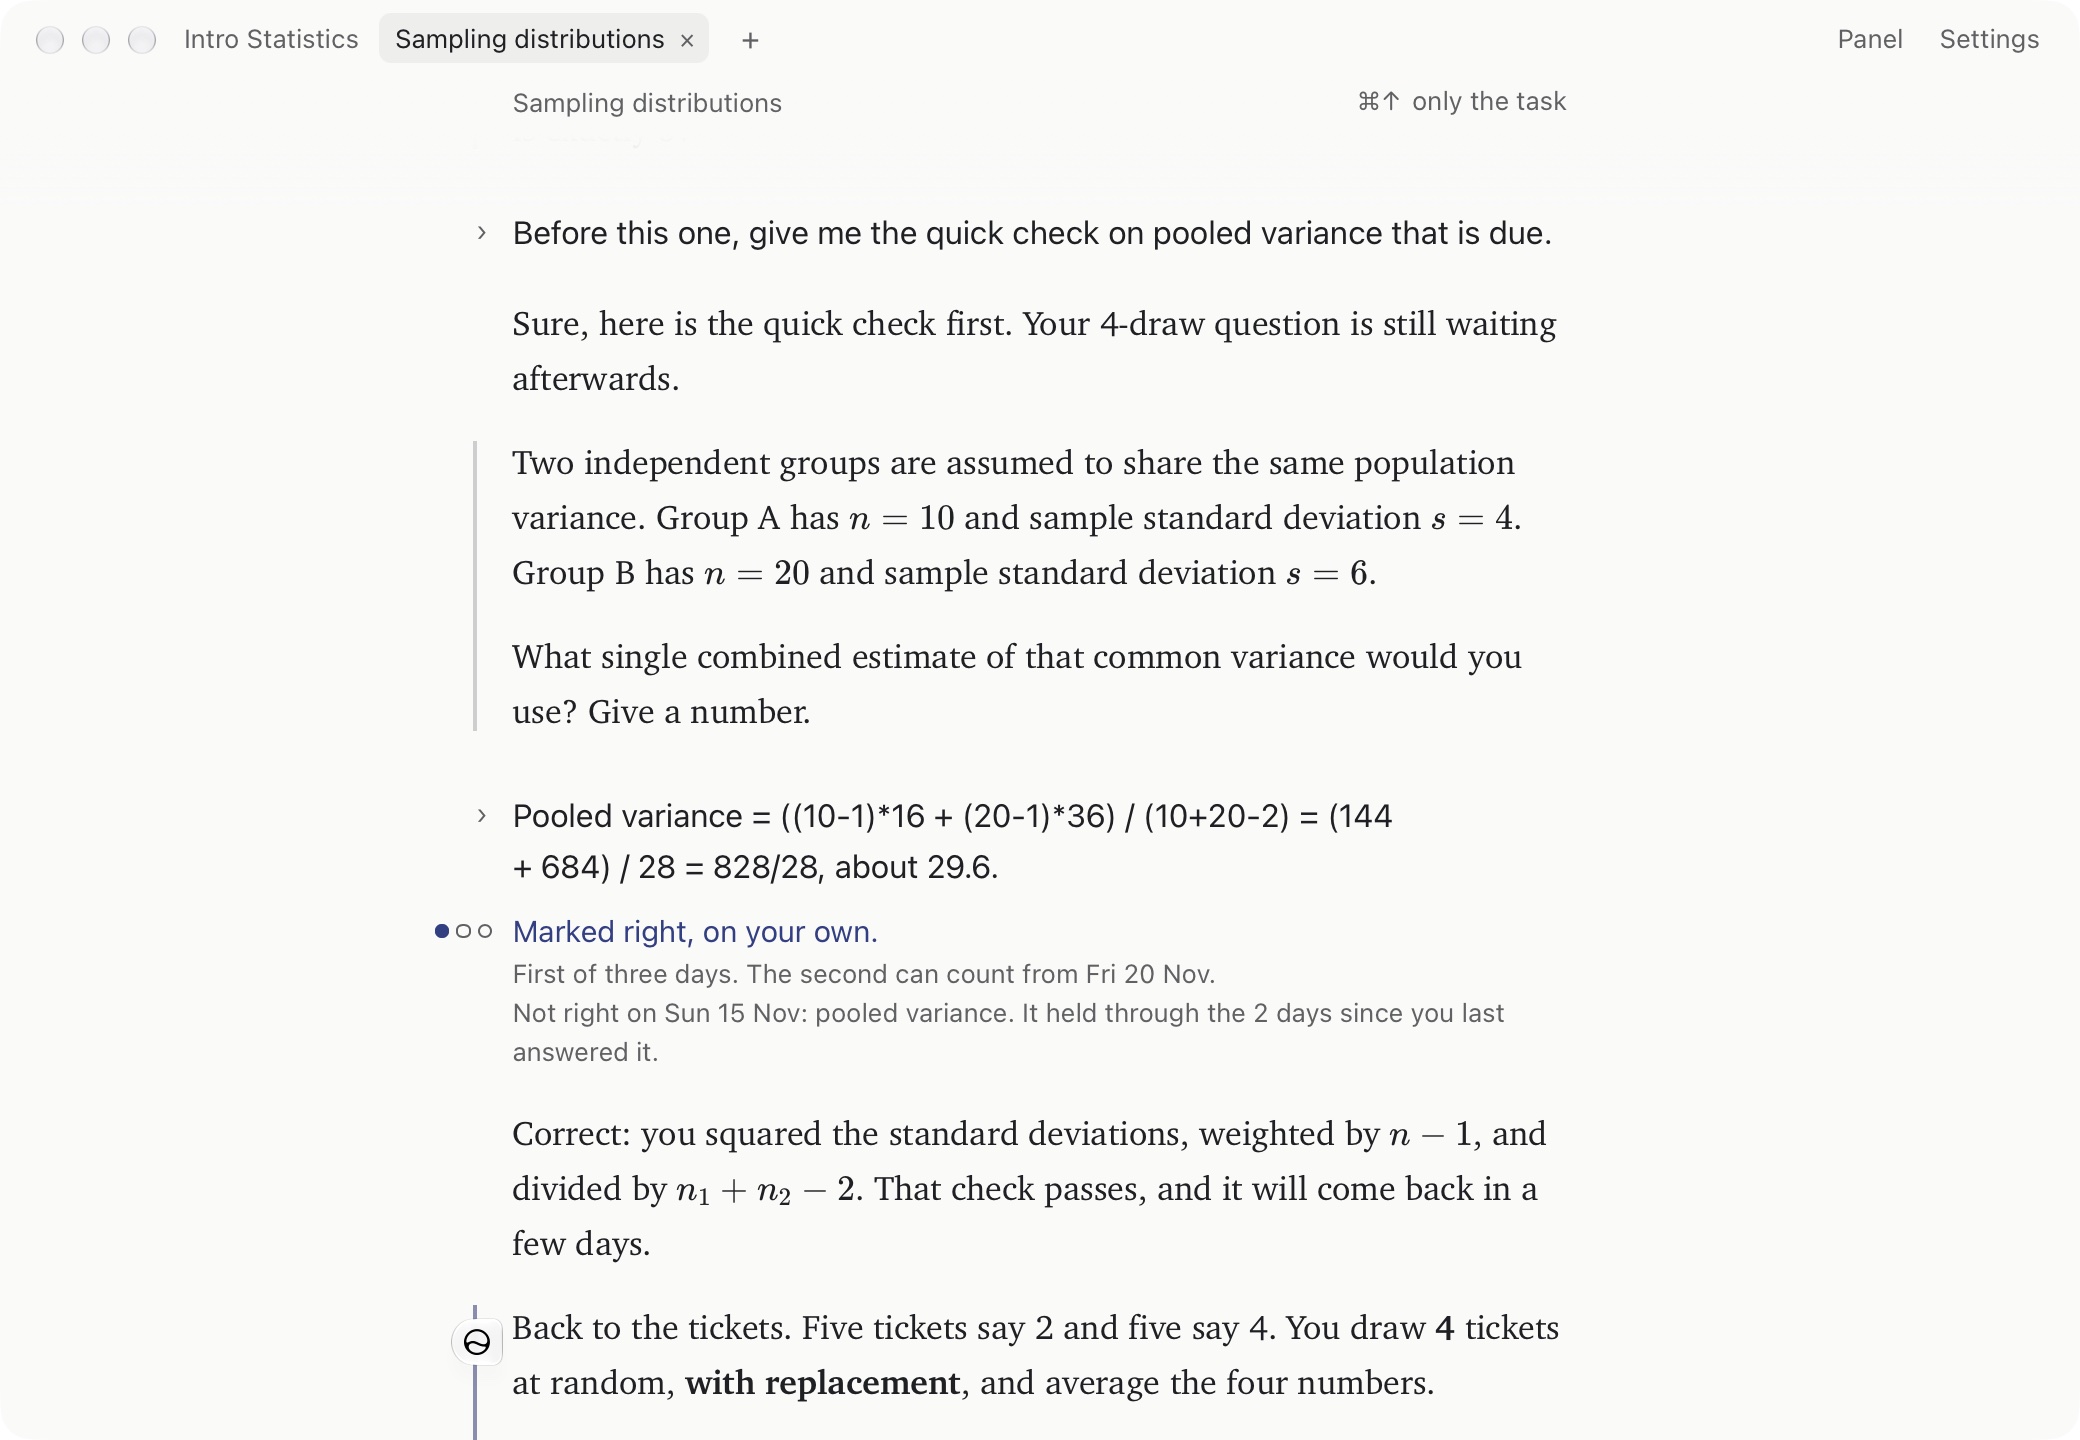 Intro Statistics Sampling distributions × + Panel Settings
Sampling distributions ⌘↑ only the task
› Before this one, give me the quick check on pooled variance that is due.
Sure, here is the quick check first. Your 4-draw question is still waiting
afterwards.
Two independent groups are assumed to share the same population
variance. Group A has n = 10 and sample standard deviation s = 4.
Group B has n = 20 and sample standard deviation s = 6.
What single combined estimate of that common variance would you
use? Give a number.
› Pooled variance = ((10-1)*16 + (20-1)*36) / (10+20-2) = (144
+ 684) / 28 = 828/28, about 29.6.
Marked right, on your own.
First of three days. The second can count from Fri 20 Nov.
Not right on Sun 15 Nov: pooled variance. It held through the 2 days since you last
answered it.
Correct: you squared the standard deviations, weighted by n − 1, and
divided by n₁ + n₂ − 2. That check passes, and it will come back in a
few days.
Back to the tickets. Five tickets say 2 and five say 4. You draw 4 tickets
at random, with replacement, and average the four numbers.